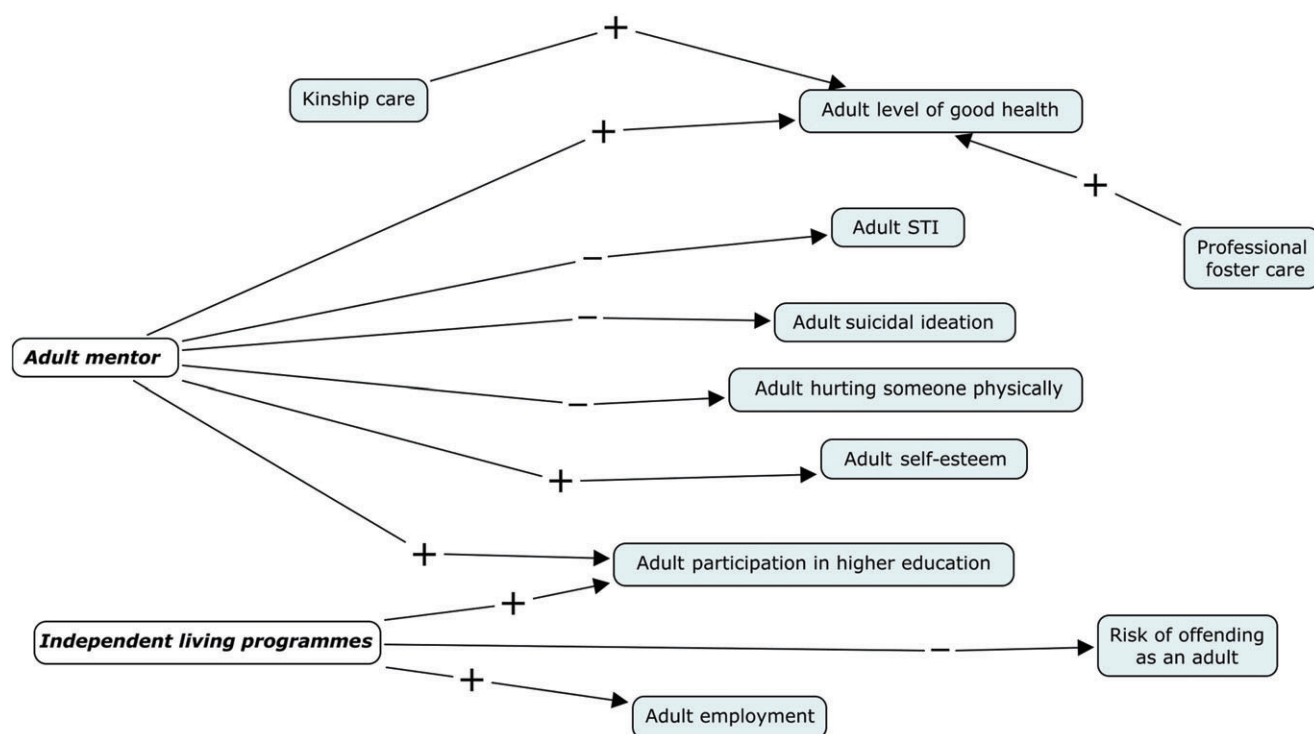 +
Kinship care
Adult level of good health
+
+
Adult STI
Professional
foster care
–
Adult suicidal ideation
–
Adult mentor
Adult hurting someone physically
–
Adult self-esteem
+
+
Adult participation in higher education
+
Independent living programmes
–
Risk of offending
as an adult
+
Adult employment